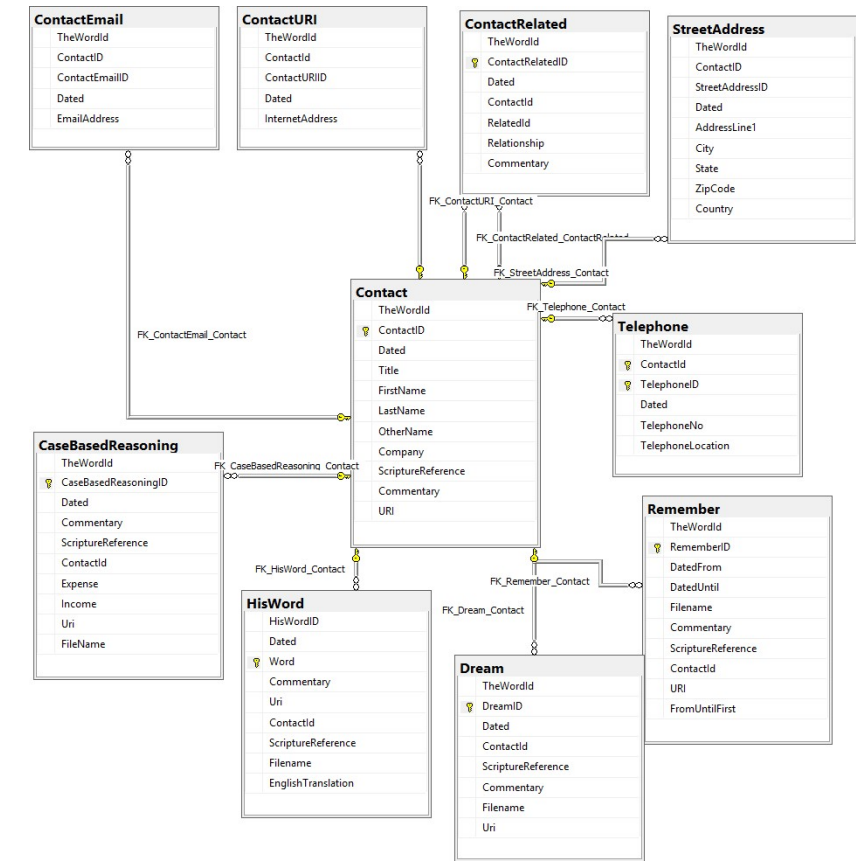 ContactEmail
TheWordId
ContactID
ContactEmailID
Dated
EmailAddress
ContactURI
TheWordId
ContactId
ContactURIID
Dated
InternetAddress
ContactRelated
TheWordId
ContactRelatedID
Dated
ContactId
RelatedId
Relationship
Commentary
StreetAddress
TheWordId
ContactID
StreetAddressID
Dated
AddressLine1
City
State
ZipCode
Country
FK_ContactURI_Contact
FK_ContactRelated_ContactRelated
FK_StreetAddress_Contact
FK_Telephone_Contact
FK_ContactEmail_Contact
Contact
TheWordId
ContactID
Dated
Title
FirstName
LastName
OtherName
Company
ScriptureReference
Commentary
URI
Telephone
TheWordId
ContactId
TelephoneID
Dated
TelephoneNo
TelephoneLocation
CaseBasedReasoning
TheWordId
CaseBasedReasoningID
Dated
Commentary
ScriptureReference
ContactId
Expense
Income
Uri
FileName
FK_CaseBasedReasoning_Contact
FK_HisWord_Contact
FK_Remember_Contact
FK_Dream_Contact
HisWord
HisWordID
Dated
Word
Commentary
Uri
ContactId
ScriptureReference
Filename
EnglishTranslation
Dream
TheWordId
DreamID
Dated
ContactId
ScriptureReference
Commentary
Filename
Uri
Remember
TheWordId
RememberID
DatedFrom
DatedUntil
Filename
Commentary
ScriptureReference
ContactId
URI
FromUntilFirst